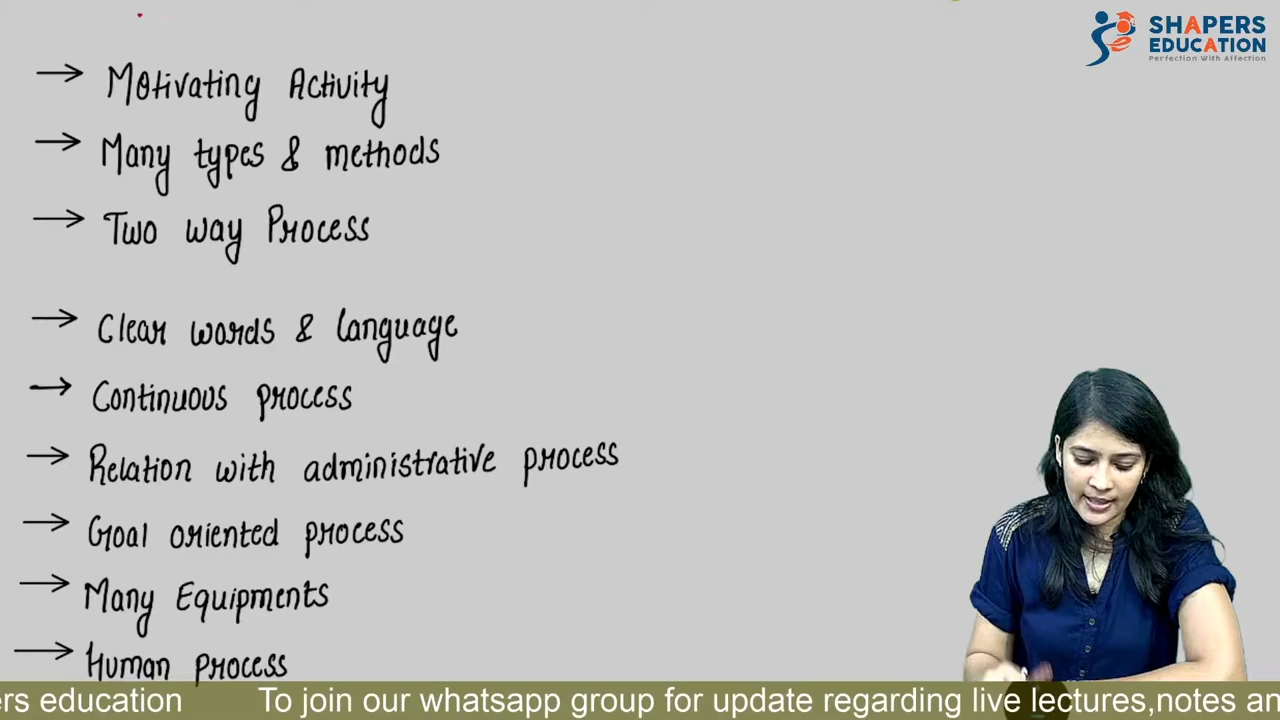 SHAPERS
EDUCATION
Perfection With Affection
→ Motivating Activity
→ Many types & methods
→ Two way Process
→ Clear words & language
→ Continuous process
→ Relation with administrative process
→ Goal oriented process
→ Many Equipments
→ Human process
ers education To join our whatsapp group for update regarding live lectures,notes an